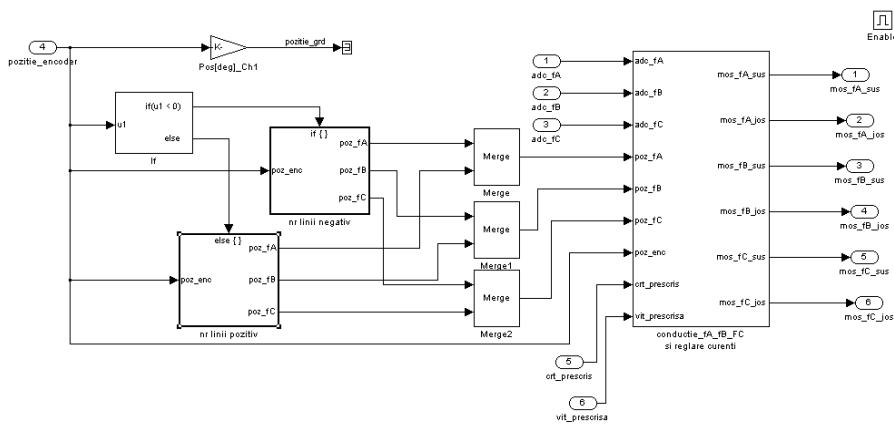 4
pozitie_encoder
K-
Pos[deg]_Ch1
pozitie_grd
Enabl
u1
if(u1 < 0)
else
If
if { }
poz_enc
poz_fA
poz_fB
poz_fC
nr linii negativ
else { }
poz_enc
poz_fA
poz_fB
poz_fC
nr linii pozitiv
Merge
Merge
Merge
Merge1
Merge
Merge2
1
adc_fA
2
adc_fB
3
adc_fC
5
crt_prescris
6
vit_prescrisa
adc_fA
adc_fB
adc_fC
poz_fA
poz_fB
poz_fC
poz_enc
crt_prescris
vit_prescrisa
mos_fA_sus
mos_fA_jos
mos_fB_sus
mos_fB_jos
mos_fC_sus
mos_fC_jos
conductie_fA_fB_FC
si reglare curenti
1
mos_fA_sus
2
mos_fA_jos
3
mos_fB_sus
4
mos_fB_jos
5
mos_fC_sus
6
mos_fC_jos